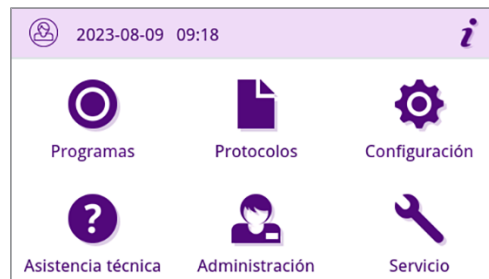 2023-08-09 09:18 i
Programas Protocolos Configuración
Asistencia técnica Administración Servicio